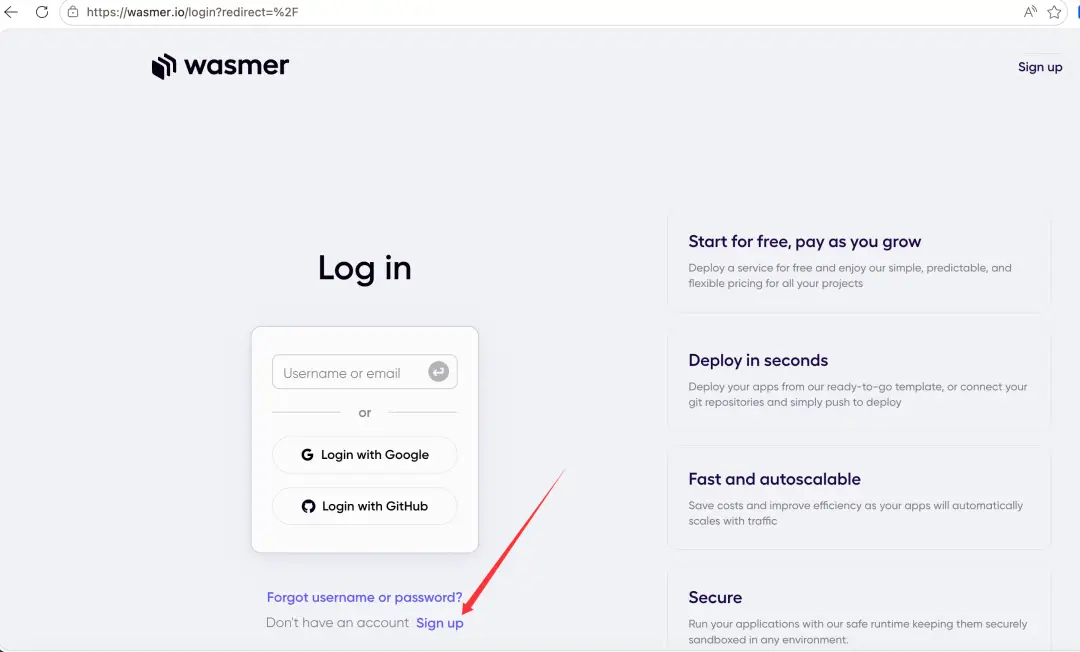 https://wasmer.io/login?redirect=%2F
wasmer
Sign up
Log in
Username or email
or
Login with Google
Login with GitHub
Forgot username or password?
Don't have an account Sign up
Start for free, pay as you grow
Deploy a service for free and enjoy our simple, predictable, and
flexible pricing for all your projects
Deploy in seconds
Deploy your apps from our ready-to-go template, or connect your
git repositories and simply push to deploy
Fast and autoscalable
Save costs and improve efficiency as your apps will automatically
scales with traffic
Secure
Run your applications with our safe runtime keeping them securely
sandboxed in any environment.